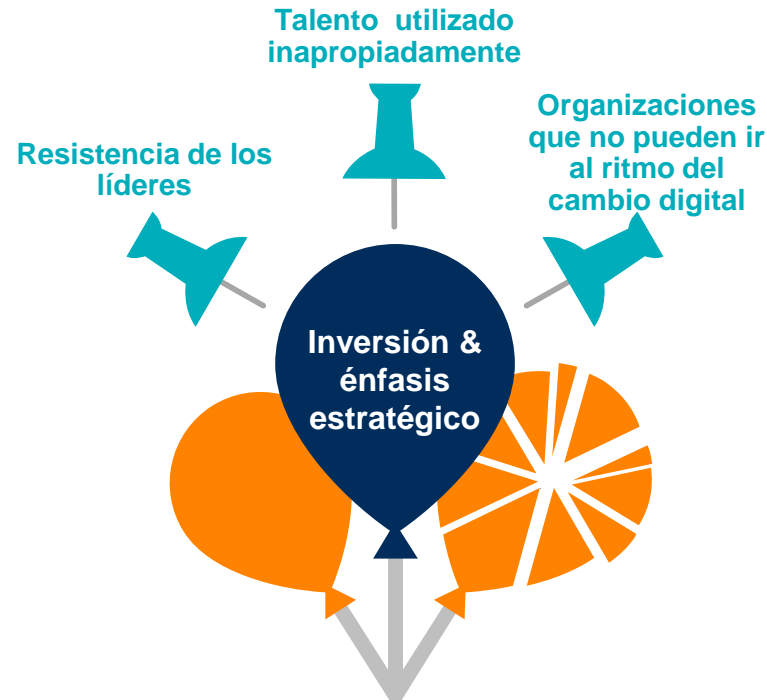 Talento utilizado
inapropiadamente
Organizaciones
que no pueden ir
al ritmo del
cambio digital
Resistencia de los
líderes
Inversión &
énfasis
estratégico